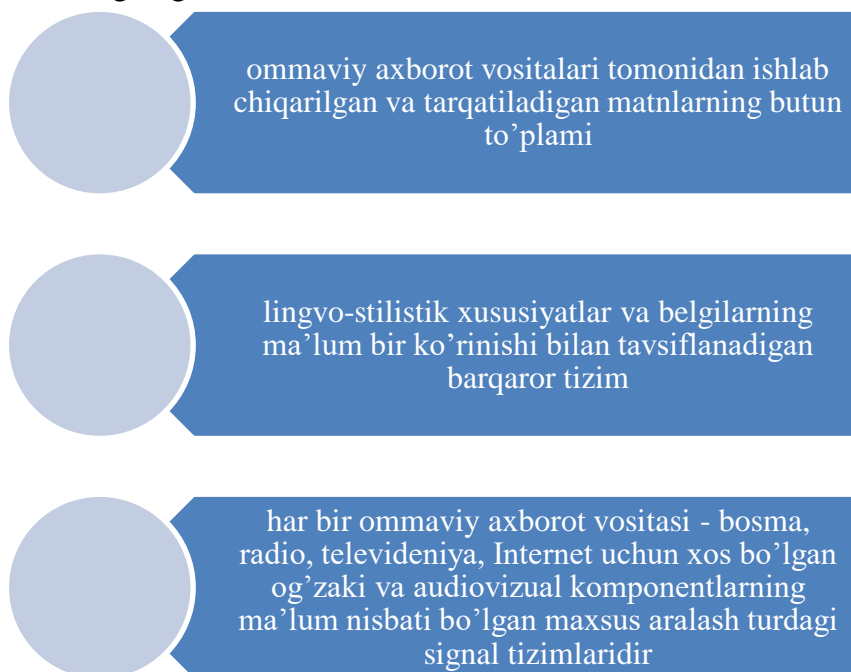 ommaviy axborot vositalari tomonidan ishlab
chiqarilgan va tarqatiladigan matnlarning butun
to’plami
lingvo-stilistik xususiyatlar va belgilarning
ma’lum bir ko’rinishi bilan tavsiflanadigan
barqaror tizim
har bir ommaviy axborot vositasi - bosma,
radio, televideniya, Internet uchun xos bo’lgan
og’zaki va audiovizual komponentlarning
ma’lum nisbati bo’lgan maxsus aralash turdagi
signal tizimlaridir